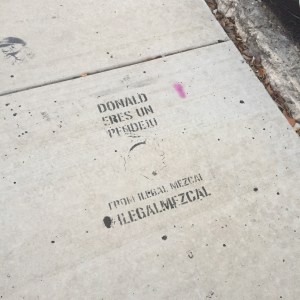 DONALD
ERES UN
PENDEJO
FROM ILEGAL MEZCAL
#ILEGALMEZCAL